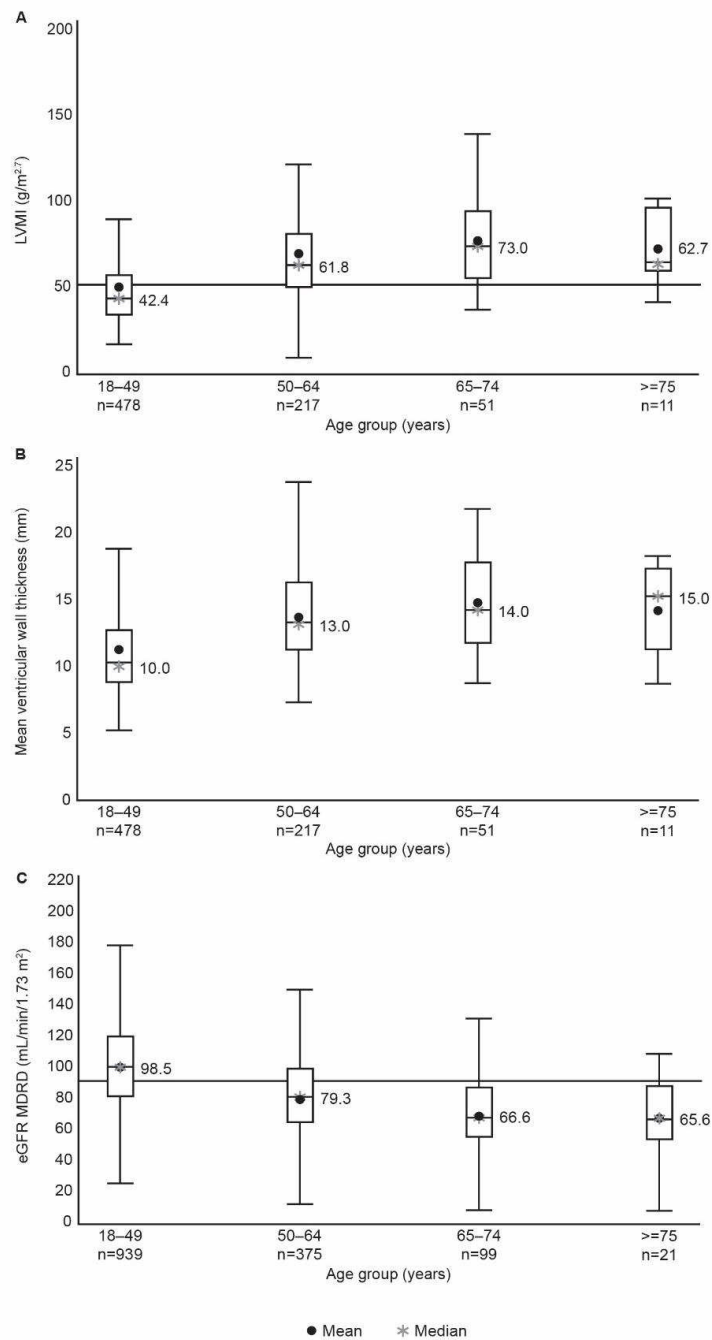 A
LVMI (g/m2.7)
200
150
100
50
0
42.4
61.8
73.0
62.7
18–49
n=478
50–64
n=217
65–74
n=51
>=75
n=11
Age group (years)
B
Mean ventricular wall thickness (mm)
25
20
15
10
5
0
10.0
13.0
14.0
15.0
18–49
n=478
50–64
n=217
65–74
n=51
>=75
n=11
Age group (years)
C
eGFR MDRD (mL/min/1.73 m2)
220
200
180
160
140
120
100
80
60
40
20
0
98.5
79.3
66.6
65.6
18–49
n=939
50–64
n=375
65–74
n=99
>=75
n=21
Age group (years)
Mean
Median